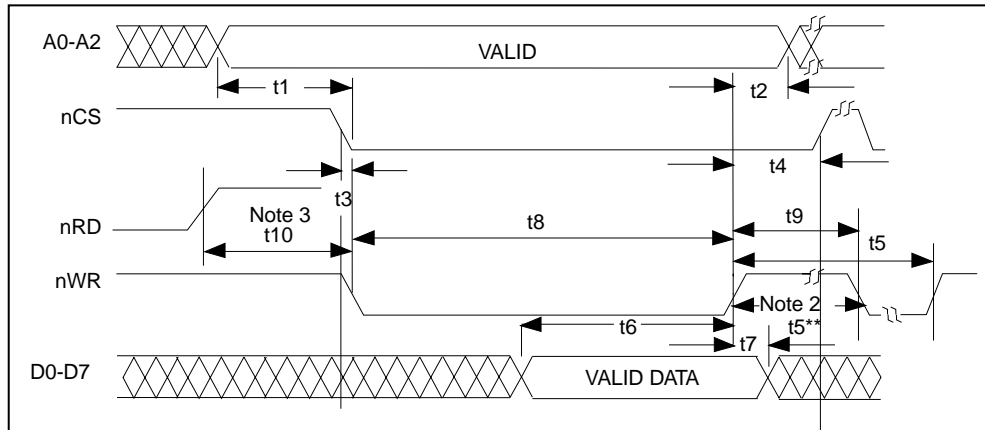 A0-A2
VALID
t1
t2
nCS
t4
t3
nRD
Note 3
t10
t8
t9
t5
nWR
Note 2
t6
t5**
t7
D0-D7
VALID DATA